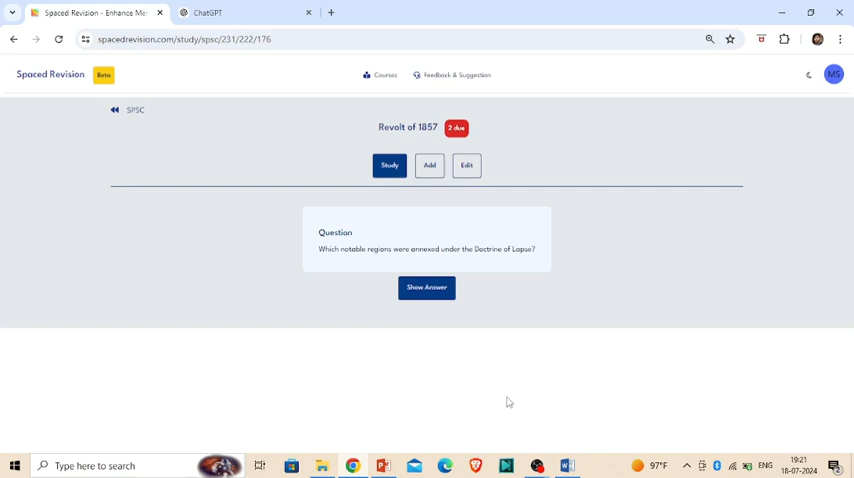 Spaced Revision - Enhance Mer
ChatGPT
spacedrevision.com/study/spsc/231/222/176
Spaced Revision Beta
Courses
Feedback & Suggestion
MS
SPSC
Revolt of 1857 2 due
Study Add Edit
Question
Which notable regions were annexed under the Doctrine of Lapse?
Show Answer
Type here to search
97°F
ENG
19:21
18-07-2024
2